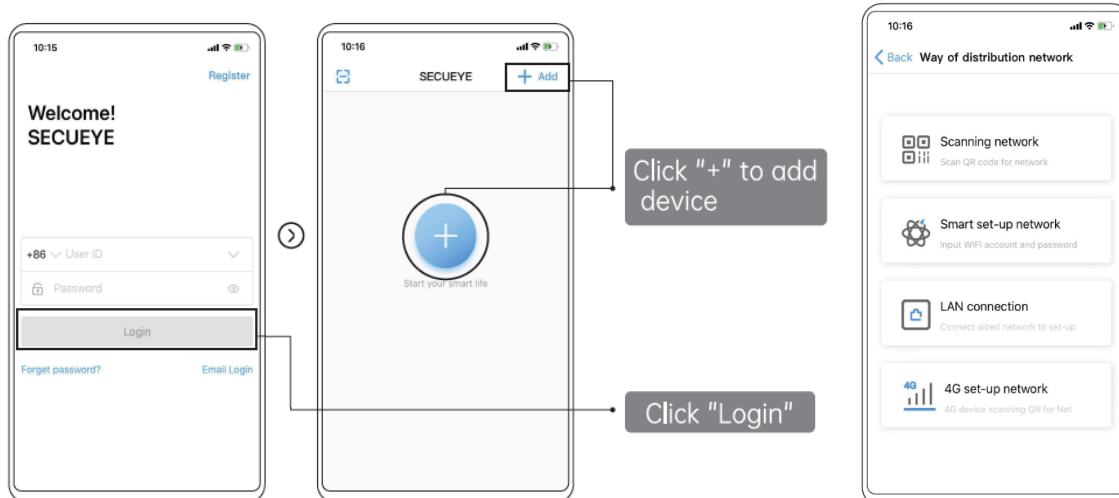 10:15
Register
Welcome!
SECUEYE
+86 User ID
Password
Login
Forget password? Email Login
10:16
SECUEYE + Add
Start your smart life
Click "+" to add
device
Click "Login"
10:16
Back Way of distribution network
Scanning network
Scan QR code for network
Smart set-up network
Input WIFI account and password
LAN connection
Connect wired network to set-up
4G
4G set-up network
4G device scanning QR for Net